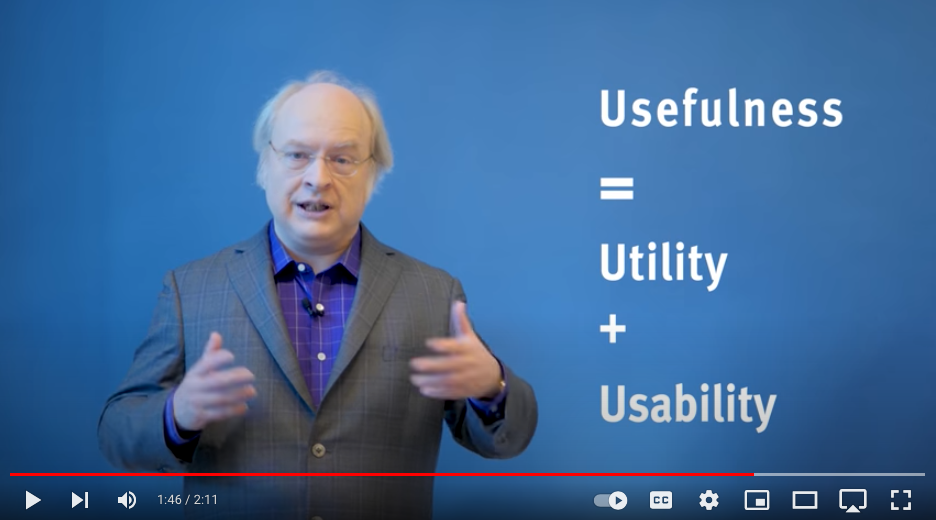 Usefulness
=
Utility
+
Usability
1:46 / 2:11
CC